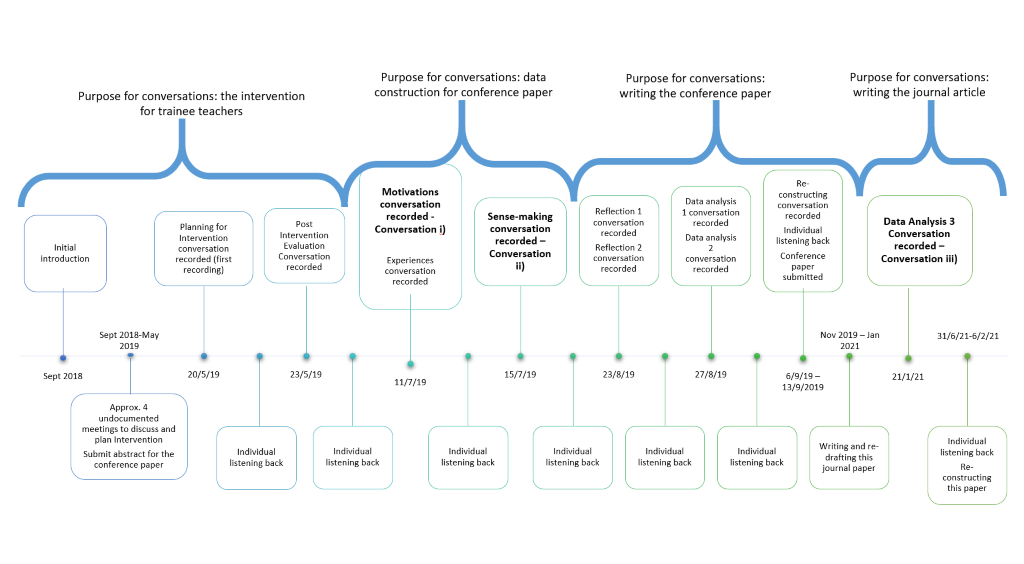 Purpose for conversations: the intervention
for trainee teachers
Purpose for conversations: data
construction for conference paper
Purpose for conversations:
writing the conference paper
Purpose for conversations:
writing the journal article
Initial
introduction
Planning for
Intervention
conversation
recorded (first
recording)
Post
Intervention
Evaluation
Conversation
recorded
Motivations
conversation
recorded -
Conversation i)
Experiences
conversation
recorded
Sense-making
conversation
recorded –
Conversation
ii)
Reflection 1
conversation
recorded
Reflection 2
conversation
recorded
Data analysis
1 conversation
recorded
Data analysis
2
conversation
recorded
Re-
constructing
conversation
recorded
Individual
listening back
Conference
paper
submitted
Data Analysis 3
Conversation
recorded –
Conversation iii)
Sept 2018-May
2019
Nov 2019 – Jan
2021
31/6/21-6/2/21
Sept 2018
20/5/19
23/5/19
11/7/19
15/7/19
23/8/19
27/8/19
6/9/19 –
13/9/2019
21/1/21
Approx. 4
undocumented
meetings to discuss and
plan Intervention
Submit abstract for the
conference paper
Individual
listening back
Individual
listening back
Individual
listening back
Individual
listening back
Individual
listening back
Individual
listening back
Writing and re-
drafting this
journal paper
Individual
listening back
Re-
constructing
this paper